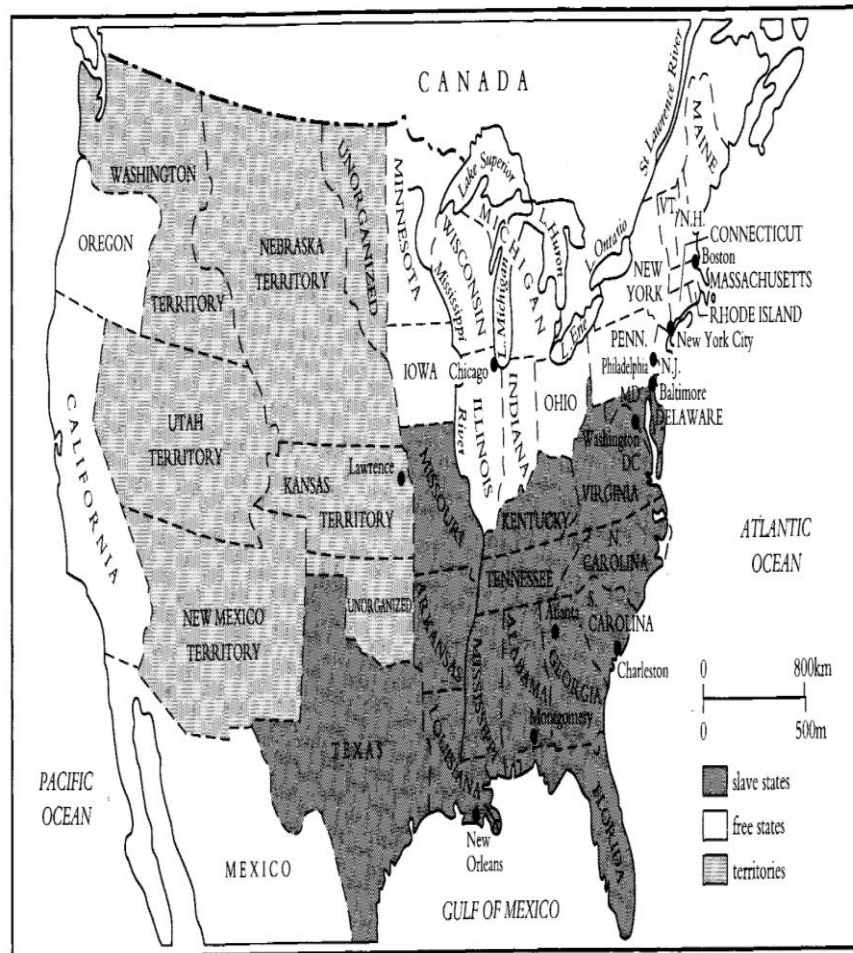 CANADA
St Lawrence River
MAINE
WASHINGTON
UNORGANIZED
MINNESOTA
Lake Superior
MICHIGAN
L. Huron
L. Ontario
VT.
N.H.
CONNECTICUT
OREGON
NEBRASKA
TERRITORY
WISCONSIN
L. Michigan
Boston
NEW
YORK
MASSACHUSETTS
TERRITORY
Mississippi
River
L. Erie
RHODE ISLAND
PENN.
New York City
IOWA
Chicago
Philadelphia
N.J.
CALIFORNIA
UTAH
TERRITORY
ILLINOIS
INDIANA
OHIO
MD
Baltimore
DELAWARE
Washington
DC
Lawrence
KANSAS
TERRITORY
MISSOURI
KENTUCKY
VIRGINIA
ATLANTIC
OCEAN
N
CAROLINA
TENNESSEE
NEW MEXICO
TERRITORY
UNORGANIZED
ARKANSAS
MISSISSIPPI
ALABAMA
Atlanta
GEORGIA
CAROLINA
Charleston
0 800km
0 500m
Montgomery
TEXAS
LOUISIANA
FLORIDA
PACIFIC
OCEAN
slave states
free states
territories
New
Orleans
MEXICO
GULF OF MEXICO